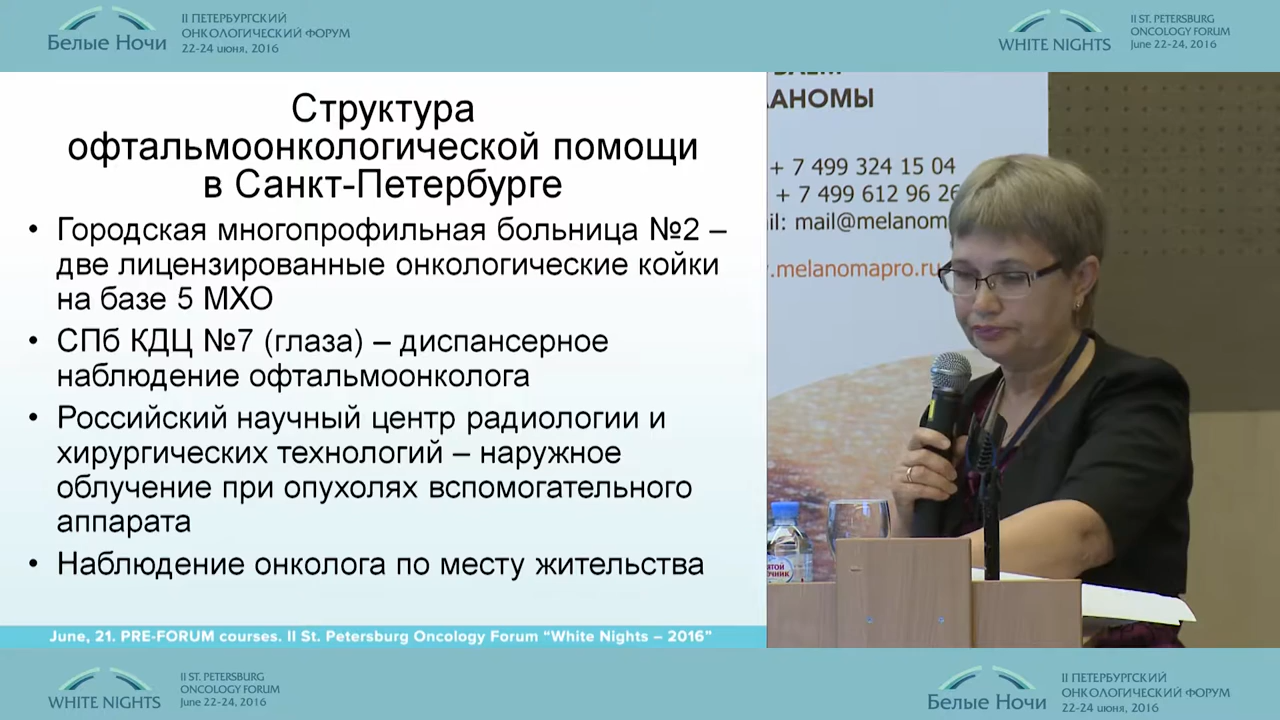 Белые Ночи
II ПЕТЕРБУРГСКИЙ
ОНКОЛОГИЧЕСКИЙ ФОРУМ
22-24 июня, 2016
WHITE NIGHTS
II ST. PETERSBURG
ONCOLOGY FORUM
June 22-24, 2016
Структура
офтальмоонкологической помощи
в Санкт-Петербурге
• Городская многопрофильная больница №2 –
две лицензированные онкологические койки
на базе 5 МХО
• СПб КДЦ №7 (глаза) – диспансерное
наблюдение офтальмоонколога
• Российский научный центр радиологии и
хирургических технологий – наружное
облучение при опухолях вспомогательного
аппарата
• Наблюдение онколога по месту жительства
ЛАНОМЫ
+ 7 499 324 15 04
+ 7 499 612 96 26
il: mail@melanom
.melanomapro.ru
June, 21. PRE-FORUM courses. II St. Petersburg Oncology Forum “White Nights – 2016”
WHITE NIGHTS
II ST. PETERSBURG
ONCOLOGY FORUM
June 22-24, 2016
Белые Ночи
II ПЕТЕРБУРГСКИЙ
ОНКОЛОГИЧЕСКИЙ ФОРУМ
22-24 июня, 2016